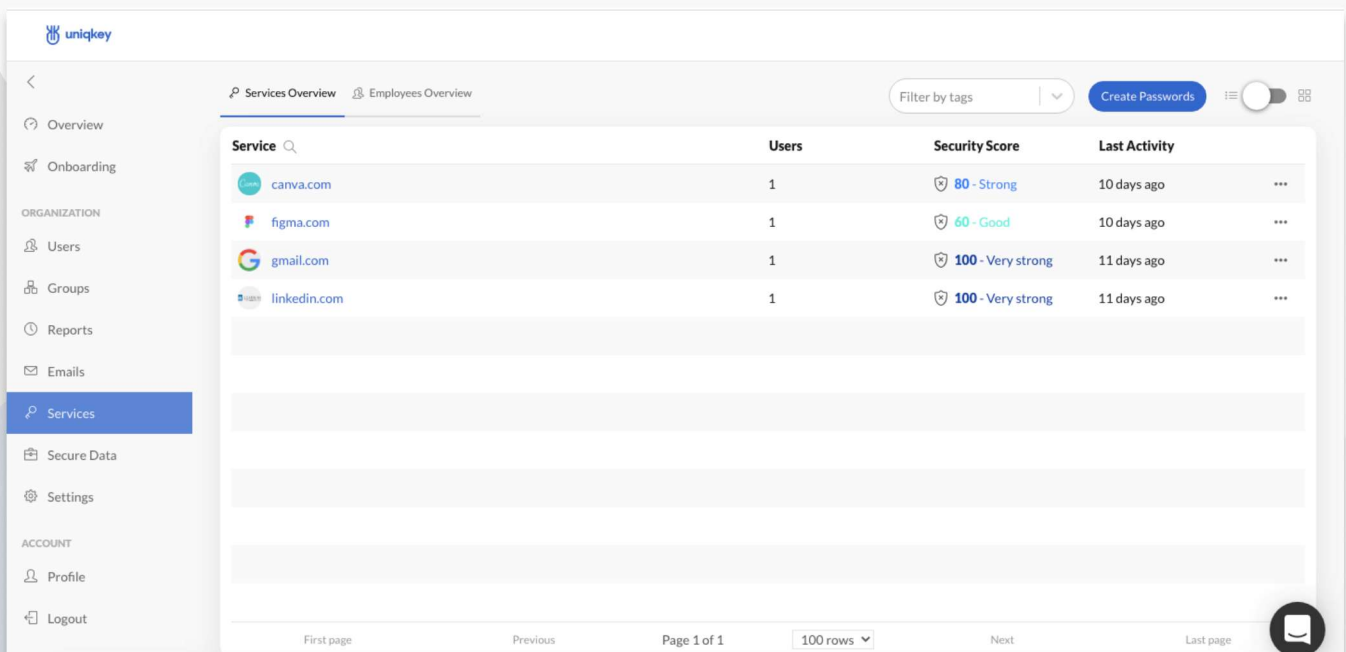 uniqkey
Overview
Onboarding
ORGANIZATION
Users
Groups
Reports
Emails
Services
Secure Data
Settings
ACCOUNT
Profile
Logout
Services Overview Employees Overview
Filter by tags
Create Passwords
Service Users Security Score Last Activity
canva.com 1 80 - Strong 10 days ago
figma.com 1 60 - Good 10 days ago
gmail.com 1 100 - Very strong 11 days ago
linkedin.com 1 100 - Very strong 11 days ago
First page Previous Page 1 of 1 100 rows Next Last page